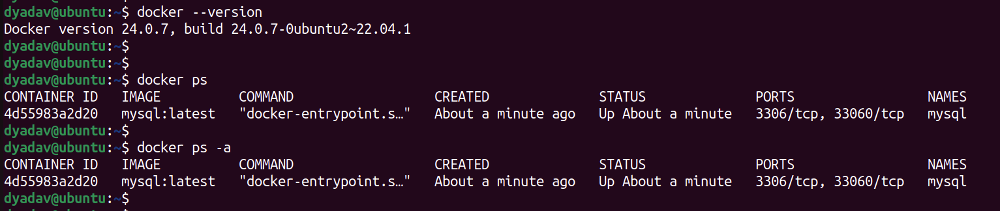 dyadav@ubuntu:~$ docker --version
Docker version 24.0.7, build 24.0.7-0ubuntu2~22.04.1
dyadav@ubuntu:~$
dyadav@ubuntu:~$
dyadav@ubuntu:~$ docker ps
CONTAINER ID   IMAGE          COMMAND                  CREATED              STATUS              PORTS                 NAMES
4d55983a2d20   mysql:latest   "docker-entrypoint.s…"   About a minute ago   Up About a minute   3306/tcp, 33060/tcp   mysql
dyadav@ubuntu:~$
dyadav@ubuntu:~$ docker ps -a
CONTAINER ID   IMAGE          COMMAND                  CREATED              STATUS              PORTS                 NAMES
4d55983a2d20   mysql:latest   "docker-entrypoint.s…"   About a minute ago   Up About a minute   3306/tcp, 33060/tcp   mysql
dyadav@ubuntu:~$